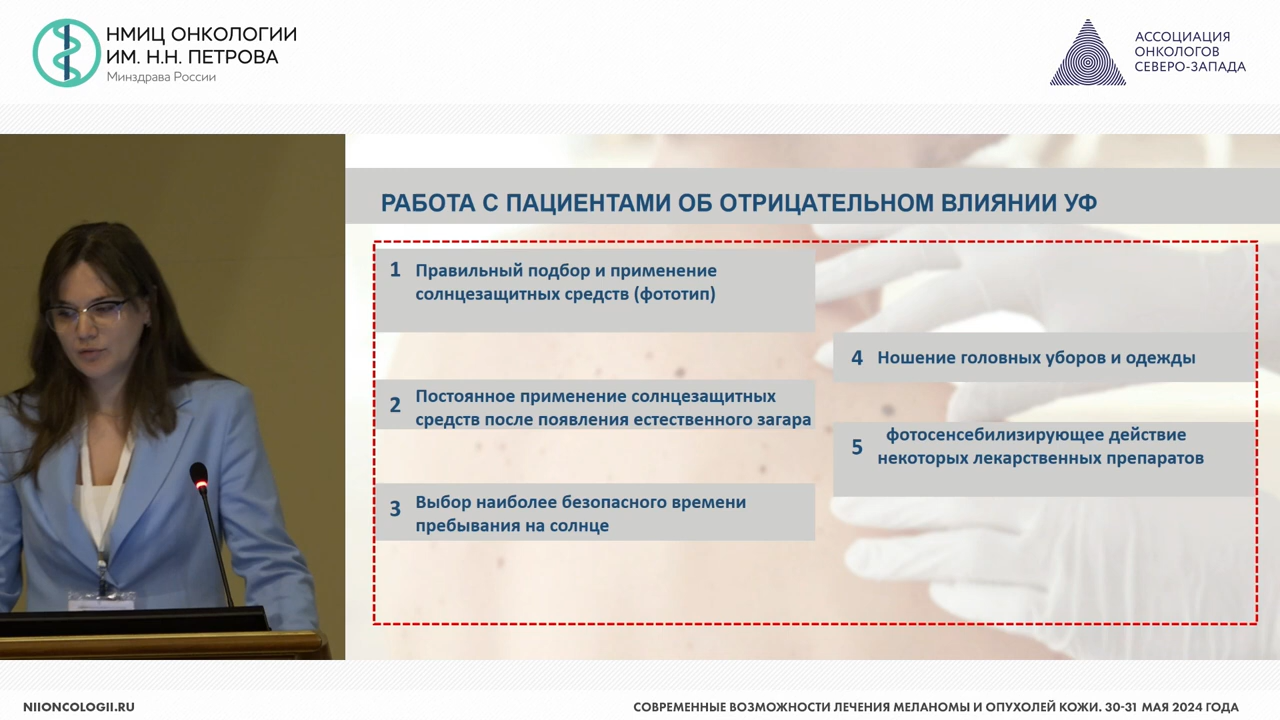 НМИЦ ОНКОЛОГИИ
ИМ. Н.Н. ПЕТРОВА
Минздрава России
АССОЦИАЦИЯ
ОНКОЛОГОВ
СЕВЕРО-ЗАПАДА
РАБОТА С ПАЦИЕНТАМИ ОБ ОТРИЦАТЕЛЬНОМ ВЛИЯНИИ УФ
1 Правильный подбор и применение
солнцезащитных средств (фототип)
2 Постоянное применение солнцезащитных
средств после появления естественного загара
3 Выбор наиболее безопасного времени
пребывания на солнце
4 Ношение головных уборов и одежды
5 фотосенсебилизирующее действие
некоторых лекарственных препаратов
NIIONCOLOGII.RU
СОВРЕМЕННЫЕ ВОЗМОЖНОСТИ ЛЕЧЕНИЯ МЕЛАНОМЫ И ОПУХОЛЕЙ КОЖИ. 30-31 МАЯ 2024 ГОДА